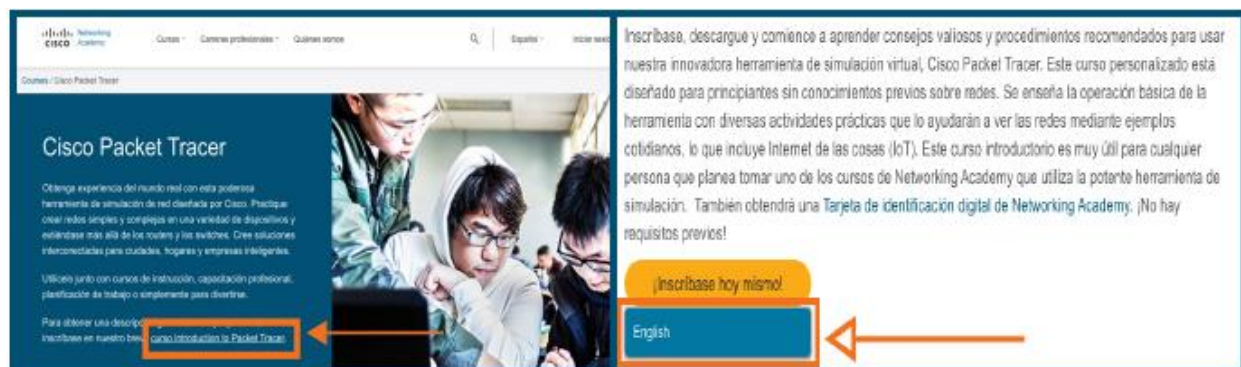 Networking
CISCO Academy
Cursos
Carreras profesionales
Quiénes somos
Español
Iniciar
Courses / Cisco Packet Tracer
Cisco Packet Tracer
Obtenga experiencia del mundo real con esta poderosa
herramienta de simulación de red diseñada por Cisco. Practique
crear redes simples y complejas en una variedad de dispositivos y
extiéndase más allá de los routers y los switches. Cree soluciones
interconectadas para ciudades, hogares y empresas inteligentes.
Utilícelo junto con cursos de instrucción, capacitación profesional,
planificación de trabajo o simplemente para divertirse.
Para obtener una
inscríbase en nuestro curso Introduction to Packet Tracer.
Inscríbase, descargue y comience a aprender consejos valiosos y procedimientos recomendados para usar
nuestra innovadora herramienta de simulación virtual, Cisco Packet Tracer. Este curso personalizado está
diseñado para principiantes sin conocimientos previos sobre redes. Se enseña la operación básica de la
herramienta con diversas actividades prácticas que lo ayudarán a ver las redes mediante ejemplos
cotidianos, lo que incluye Internet de las cosas (IoT). Este curso introductorio es muy útil para cualquier
persona que planea tomar uno de los cursos de Networking Academy que utiliza la potente herramienta de
simulación. También obtendrá una Tarjeta de identificación digital de Networking Academy. ¡No hay
requisitos previos!
¡Inscríbase hoy mismo!
English